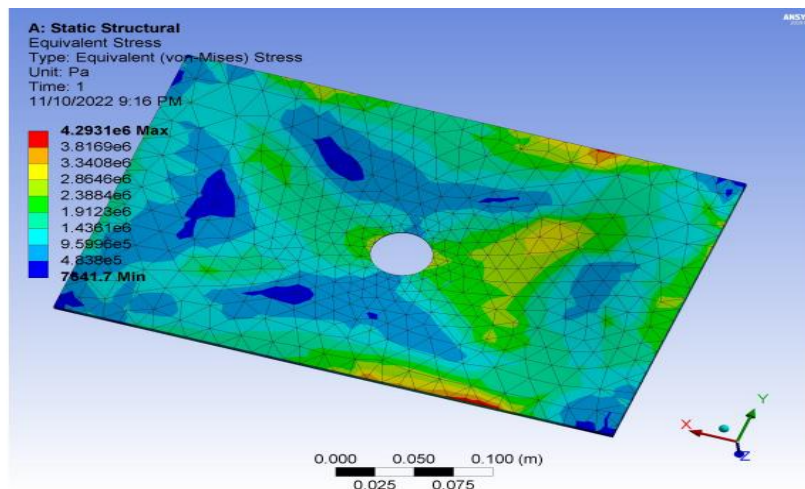 ANSY
A: Static Structural
Equivalent Stress
Type: Equivalent (von-Mises) Stress
Unit: Pa
Time: 1
11/10/2022 9:16 PM
4.2931e6 Max
3.8169e6
3.3408e6
2.8646e6
2.3884e6
1.9123e6
1.4361e6
9.5996e5
4.838e5
7641.7 Min
X
Y
Z
0.000 0.050 0.100 (m)
0.025 0.075